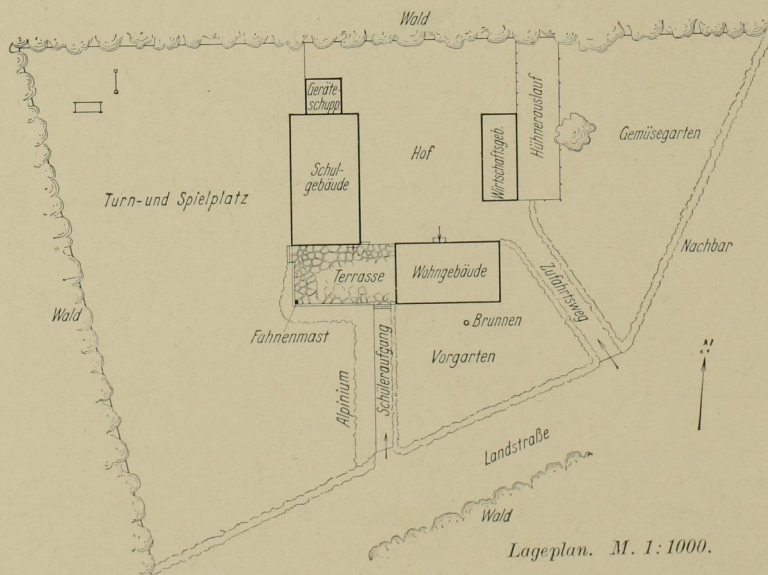 Wald
Geräte-
schupp
Schul-
gebäude
Hof
Wirtschaftsgeb.
Hühnerauslauf
Gemüsegarten
Turn- und Spielplatz
Nachbar
Terrasse
Wohngebäude
Zufahrtsweg
Wald
Fahnenmast
Brunnen
Vorgarten
Alpinium
Schüleraufgang
N
Landstraße
Wald
Lageplan. M. 1:1000.